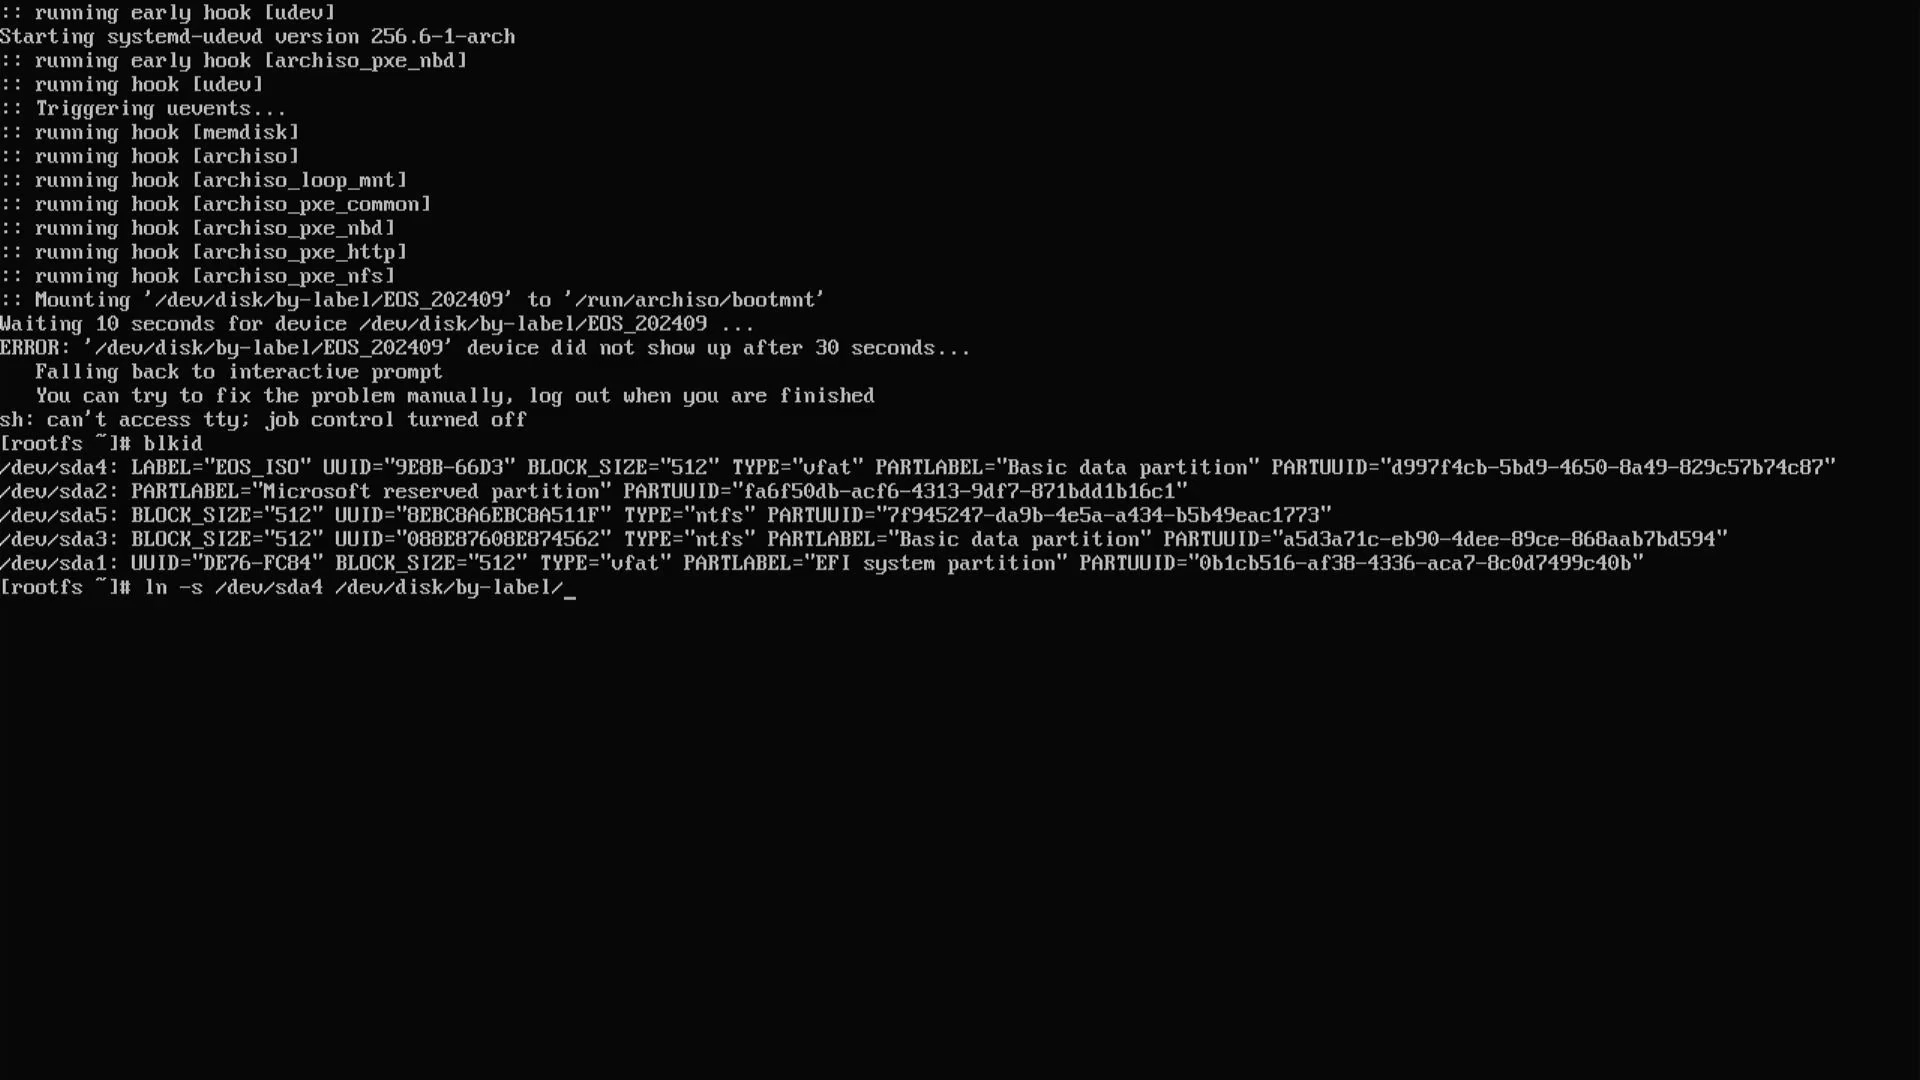 :: running early hook [udev]
Starting systemd-udevd version 256.6-1-arch
:: running early hook [archiso_pxe_nbd]
:: running hook [udev]
:: Triggering uevents...
:: running hook [memdisk]
:: running hook [archiso]
:: running hook [archiso_loop_mnt]
:: running hook [archiso_pxe_common]
:: running hook [archiso_pxe_nbd]
:: running hook [archiso_pxe_http]
:: running hook [archiso_pxe_nfs]
:: Mounting '/dev/disk/by-label/EOS_202409' to '/run/archiso/bootmnt'
Waiting 10 seconds for device /dev/disk/by-label/EOS_202409 ...
ERROR: '/dev/disk/by-label/EOS_202409' device did not show up after 30 seconds...
   Falling back to interactive prompt
   You can try to fix the problem manually, log out when you are finished
sh: can't access tty; job control turned off
[rootfs ~]# blkid
/dev/sda4: LABEL="EOS_ISO" UUID="9E8B-66D3" BLOCK_SIZE="512" TYPE="vfat" PARTLABEL="Basic data partition" PARTUUID="d997f4cb-5bd9-4650-8a49-829c57b74c87"
/dev/sda2: PARTLABEL="Microsoft reserved partition" PARTUUID="fa6f50db-acf6-4313-9df7-871bdd1b16c1"
/dev/sda5: BLOCK_SIZE="512" UUID="8EBC8A6EBC8A511F" TYPE="ntfs" PARTUUID="7f945247-da9b-4e5a-a434-b5b49eac1773"
/dev/sda3: BLOCK_SIZE="512" UUID="088E87608E874562" TYPE="ntfs" PARTLABEL="Basic data partition" PARTUUID="a5d3a71c-eb90-4dee-89ce-868aab7bd594"
/dev/sda1: UUID="DE76-FC84" BLOCK_SIZE="512" TYPE="vfat" PARTLABEL="EFI system partition" PARTUUID="0b1cb516-af38-4336-aca7-8c0d7499c40b"
[rootfs ~]# ln -s /dev/sda4 /dev/disk/by-label/_